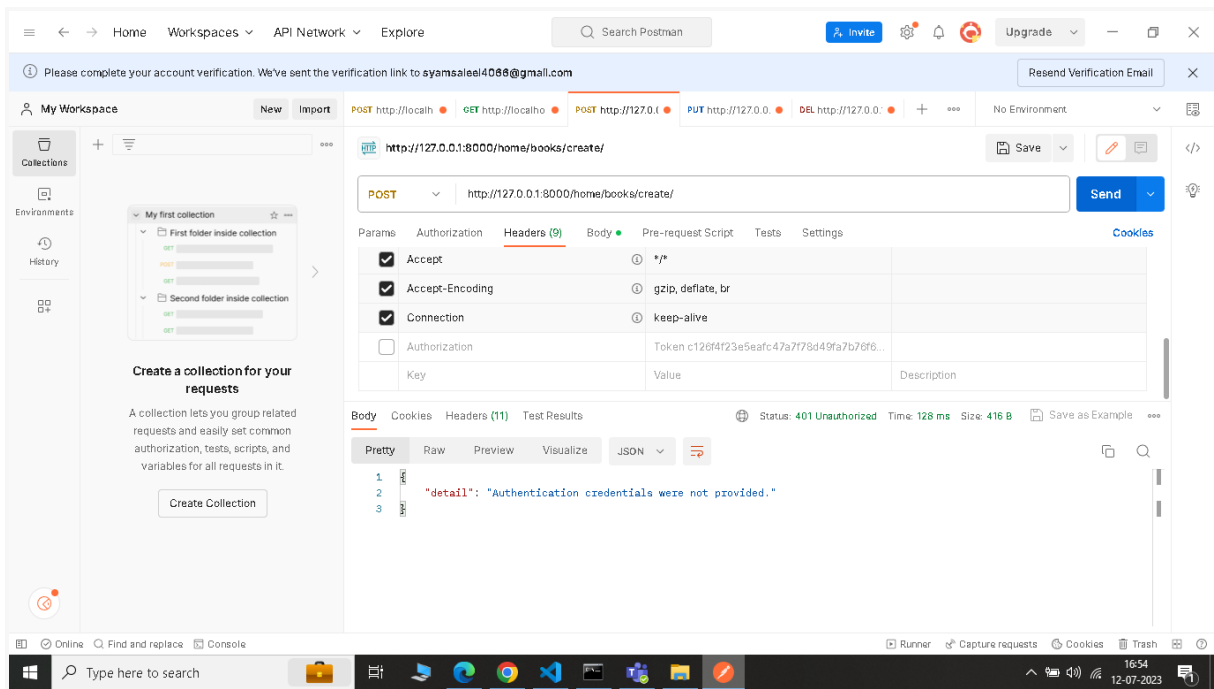 Home Workspaces API Network Explore Search Postman Invite Upgrade
Please complete your account verification. We've sent the verification link to syamsaleel4066@gmail.com Resend Verification Email
My Workspace New Import POST http://localh GET http://localho POST http://127.0.( PUT http://127.0.0. DEL http://127.0.0.' No Environment
Collections
Environments
History
My first collection
First folder inside collection
GET
POST
GET
Second folder inside collection
GET
GET
Create a collection for your
requests
A collection lets you group related
requests and easily set common
authorization, tests, scripts, and
variables for all requests in it.
Create Collection
HTTP http://127.0.0.1:8000/home/books/create/ Save
POST http://127.0.0.1:8000/home/books/create/ Send
Params Authorization Headers (9) Body Pre-request Script Tests Settings Cookies
Accept */*
Accept-Encoding gzip, deflate, br
Connection keep-alive
Authorization Token c126f4f23e5eafc47a7f78d49fa7b76f6...
Key Value Description
Body Cookies Headers (11) Test Results Status: 401 Unauthorized Time: 128 ms Size: 416 B Save as Example
Pretty Raw Preview Visualize JSON
1 {
2 "detail": "Authentication credentials were not provided."
3 }
Online Find and replace Console Runner Capture requests Cookies Trash
Type here to search 16:54
12-07-2023